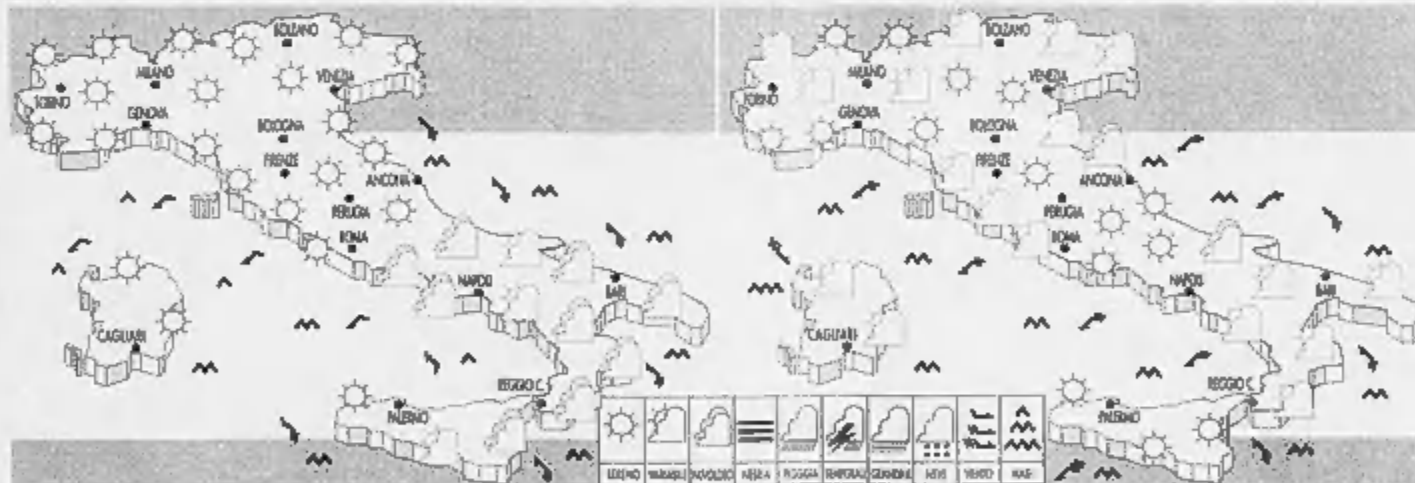 BOLZANO
MILANO
VENEZIA
TORINO
GENOVA
BOLOGNA
FIRENZE
ANCONA
PERUGIA
ROMA
NAPOLI
BARI
CAGLIARI
REGGIO C.
PALERMO
BOLZANO
MILANO
VENEZIA
TORINO
GENOVA
BOLOGNA
FIRENZE
ANCONA
PERUGIA
ROMA
NAPOLI
BARI
CAGLIARI
REGGIO C.
PALERMO
SERENO VARIABILE NUVOLOSO NEBBIA PIOGGIA TEMPORALE GRANDINE NEVE VENTO MARI